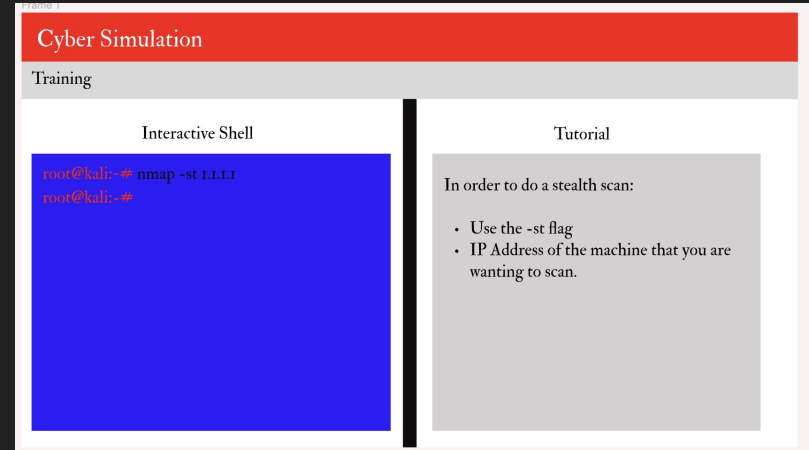 Frame 1
Cyber Simulation
Training
Interactive Shell
root@kali:~# nmap -st 1.1.1.1
root@kali:~#
Tutorial
In order to do a stealth scan:
• Use the -st flag
• IP Address of the machine that you are
wanting to scan.